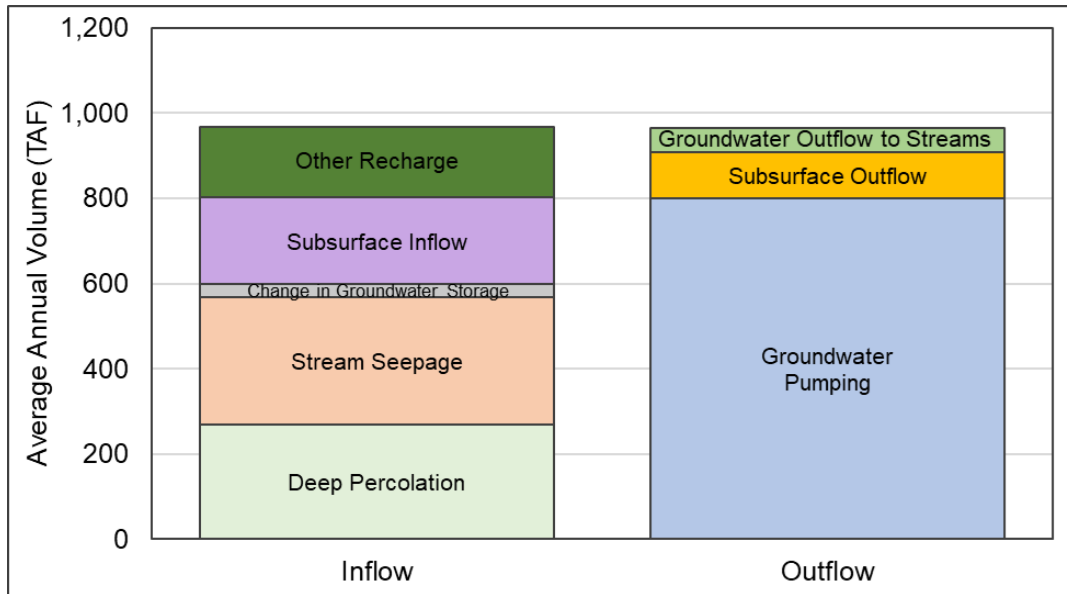 1,200
1,000
800
600
400
200
0
Average Annual Volume (TAF)
Other Recharge
Subsurface Inflow
Change in Groundwater Storage
Stream Seepage
Deep Percolation
Groundwater Outflow to Streams
Subsurface Outflow
Groundwater
Pumping
Inflow
Outflow